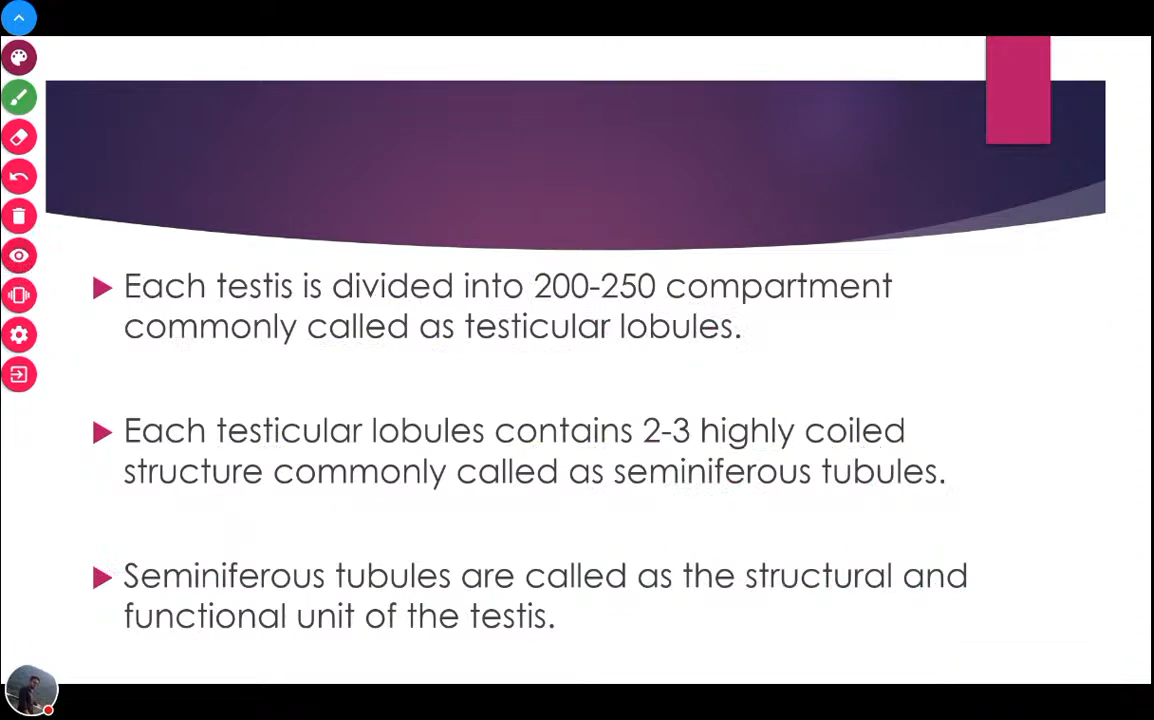 Each testis is divided into 200-250 compartment
commonly called as testicular lobules.
Each testicular lobules contains 2-3 highly coiled
structure commonly called as seminiferous tubules.
Seminiferous tubules are called as the structural and
functional unit of the testis.